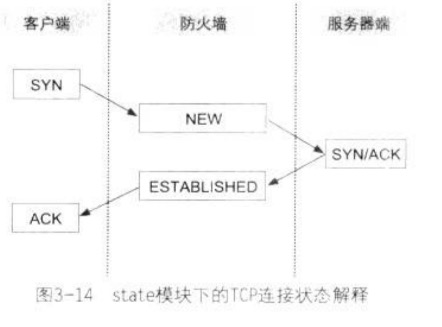 客户端 防火墙 服务器端
SYN
NEW
SYN/ACK
ESTABLISHED
ACK
图3-14 state模块下的TCP连接状态解释